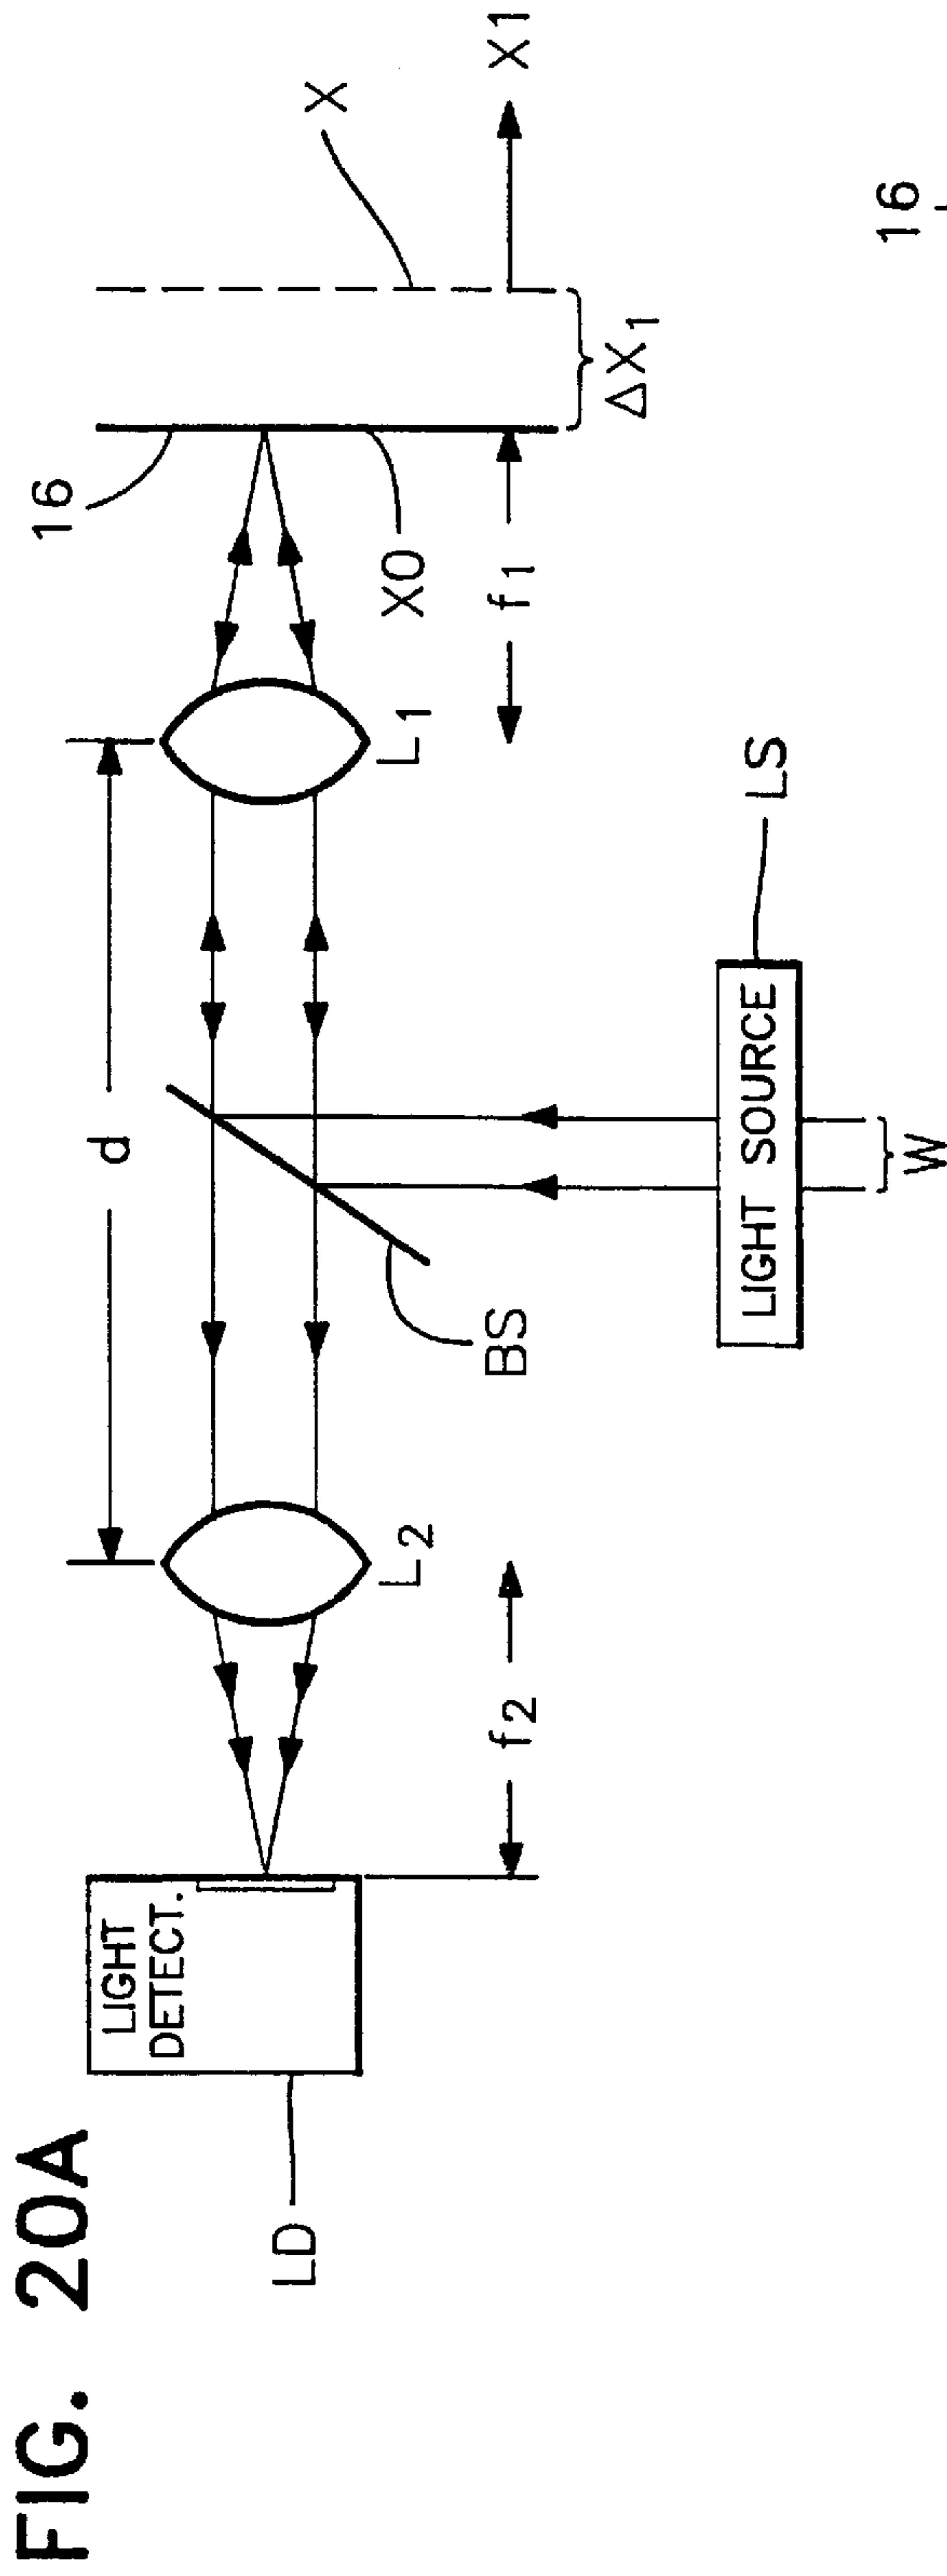 FIG. 20A
LIGHT
DETECT.
LD
f2
L2
d
BS
L1
f1
16
X0
X
X1
ΔX1
LIGHT SOURCE
LS
W
16